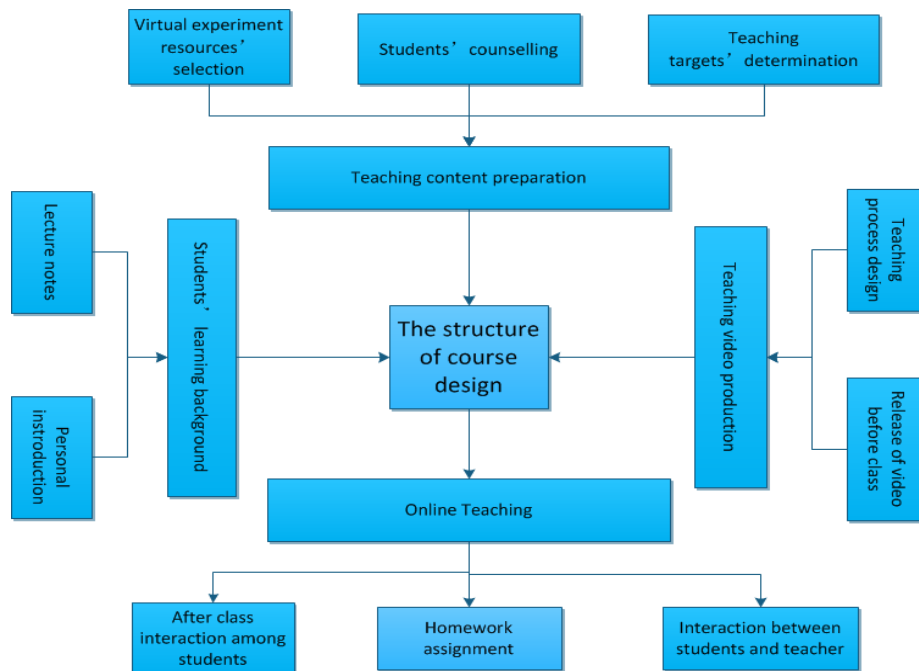 Virtual experiment
resources’
selection
Students’ counselling
Teaching
targets’ determination
Teaching content preparation
Lecture notes
Personal
instroduction
Students’ learning background
The structure
of course
design
Teaching video production
Teaching
process design
Release of video
before class
Online Teaching
After class
interaction among
students
Homework
assignment
Interaction between
students and teacher